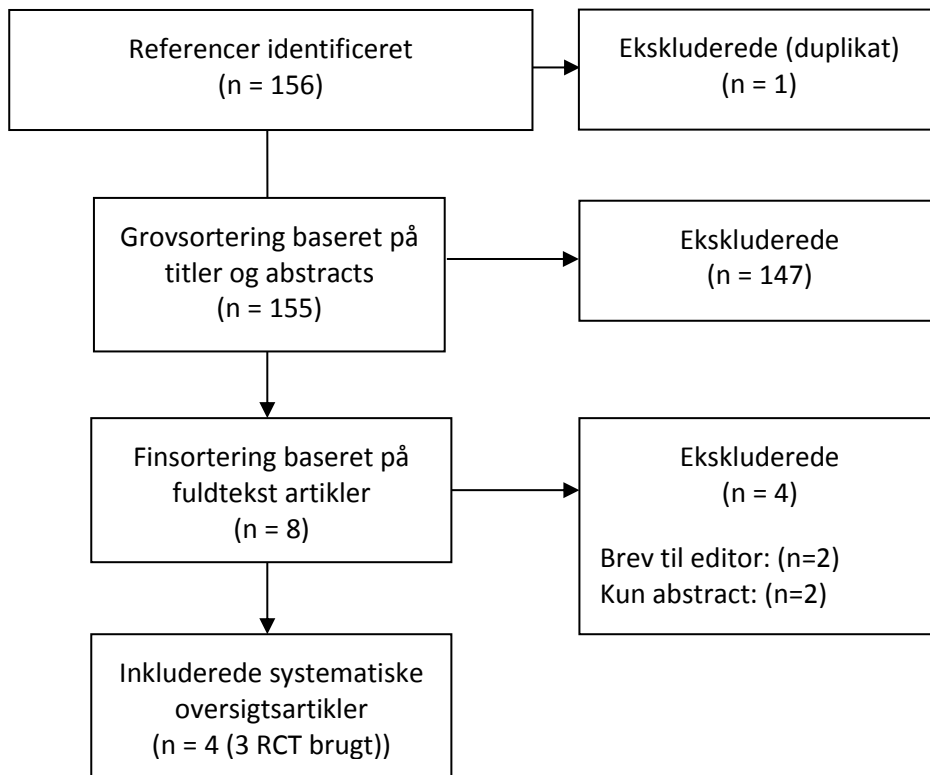 Referencer identificeret
(n = 156)
Ekskluderede (duplikat)
(n = 1)
Grovsortering baseret på
titler og abstracts
(n = 155)
Ekskluderede
(n = 147)
Finsortering baseret på
fuldtekst artikler
(n = 8)
Ekskluderede
(n = 4)
Brev til editor: (n=2)
Kun abstract: (n=2)
Inkluderede systematiske
oversigtsartikler
(n = 4 (3 RCT brugt))